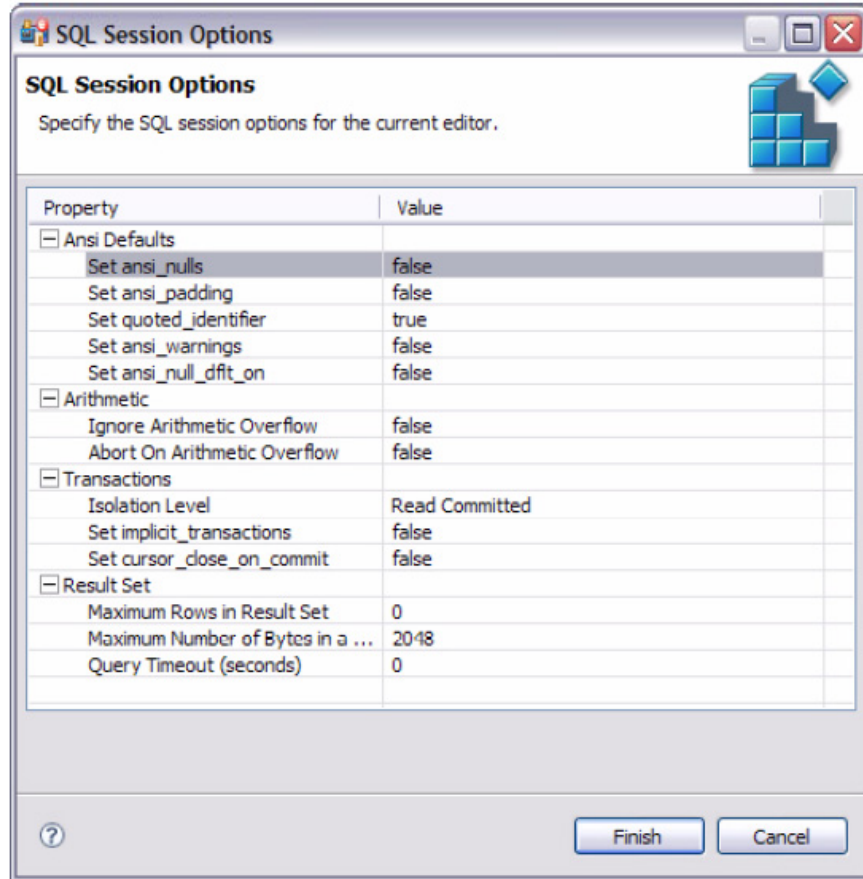 SQL Session Options
SQL Session Options
Specify the SQL session options for the current editor.
Property Value
Ansi Defaults
Set ansi_nulls false
Set ansi_padding false
Set quoted_identifier true
Set ansi_warnings false
Set ansi_null_dflt_on false
Arithmetic
Ignore Arithmetic Overflow false
Abort On Arithmetic Overflow false
Transactions
Isolation Level Read Committed
Set implicit_transactions false
Set cursor_close_on_commit false
Result Set
Maximum Rows in Result Set 0
Maximum Number of Bytes in a ... 2048
Query Timeout (seconds) 0
? Finish Cancel